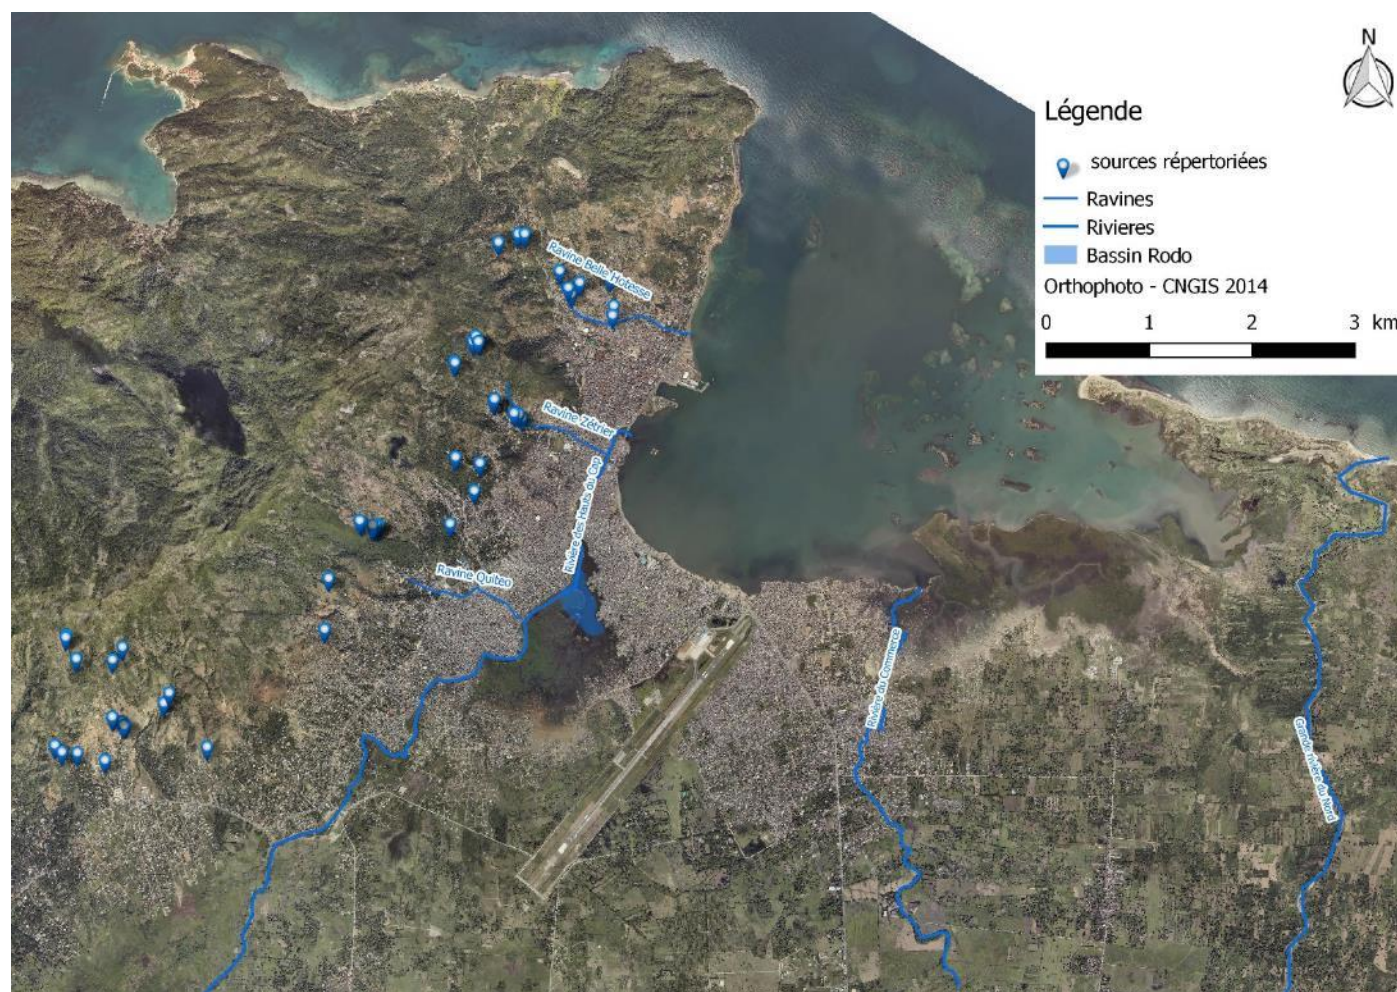 N
Légende
sources répertoriées
Ravines
Rivieres
Bassin Rodo
Orthophoto - CNGIS 2014
0 1 2 3 km
Ravine Belle Hotesse
Ravine Zétrier
Rivière des Hauts du Cap
Ravine Quiteo
Rivière du Commerce
Grande rivière du Nord